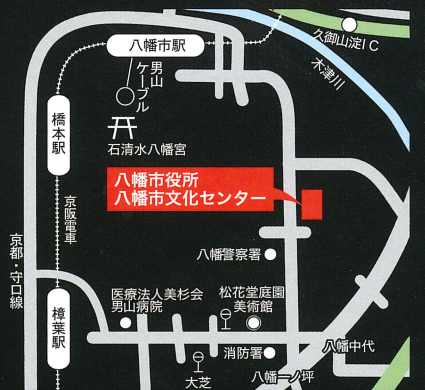 久御山淀IC
木津川
八幡市駅
男山
ケーブル
石清水八幡宮
橋本駅
八幡市役所
八幡市文化センター
京阪電車
京都・守口線
八幡警察署
医療法人美杉会
男山病院
松花堂庭園
美術館
樟葉駅
消防署
八幡中代
大芝
八幡一ノ坪